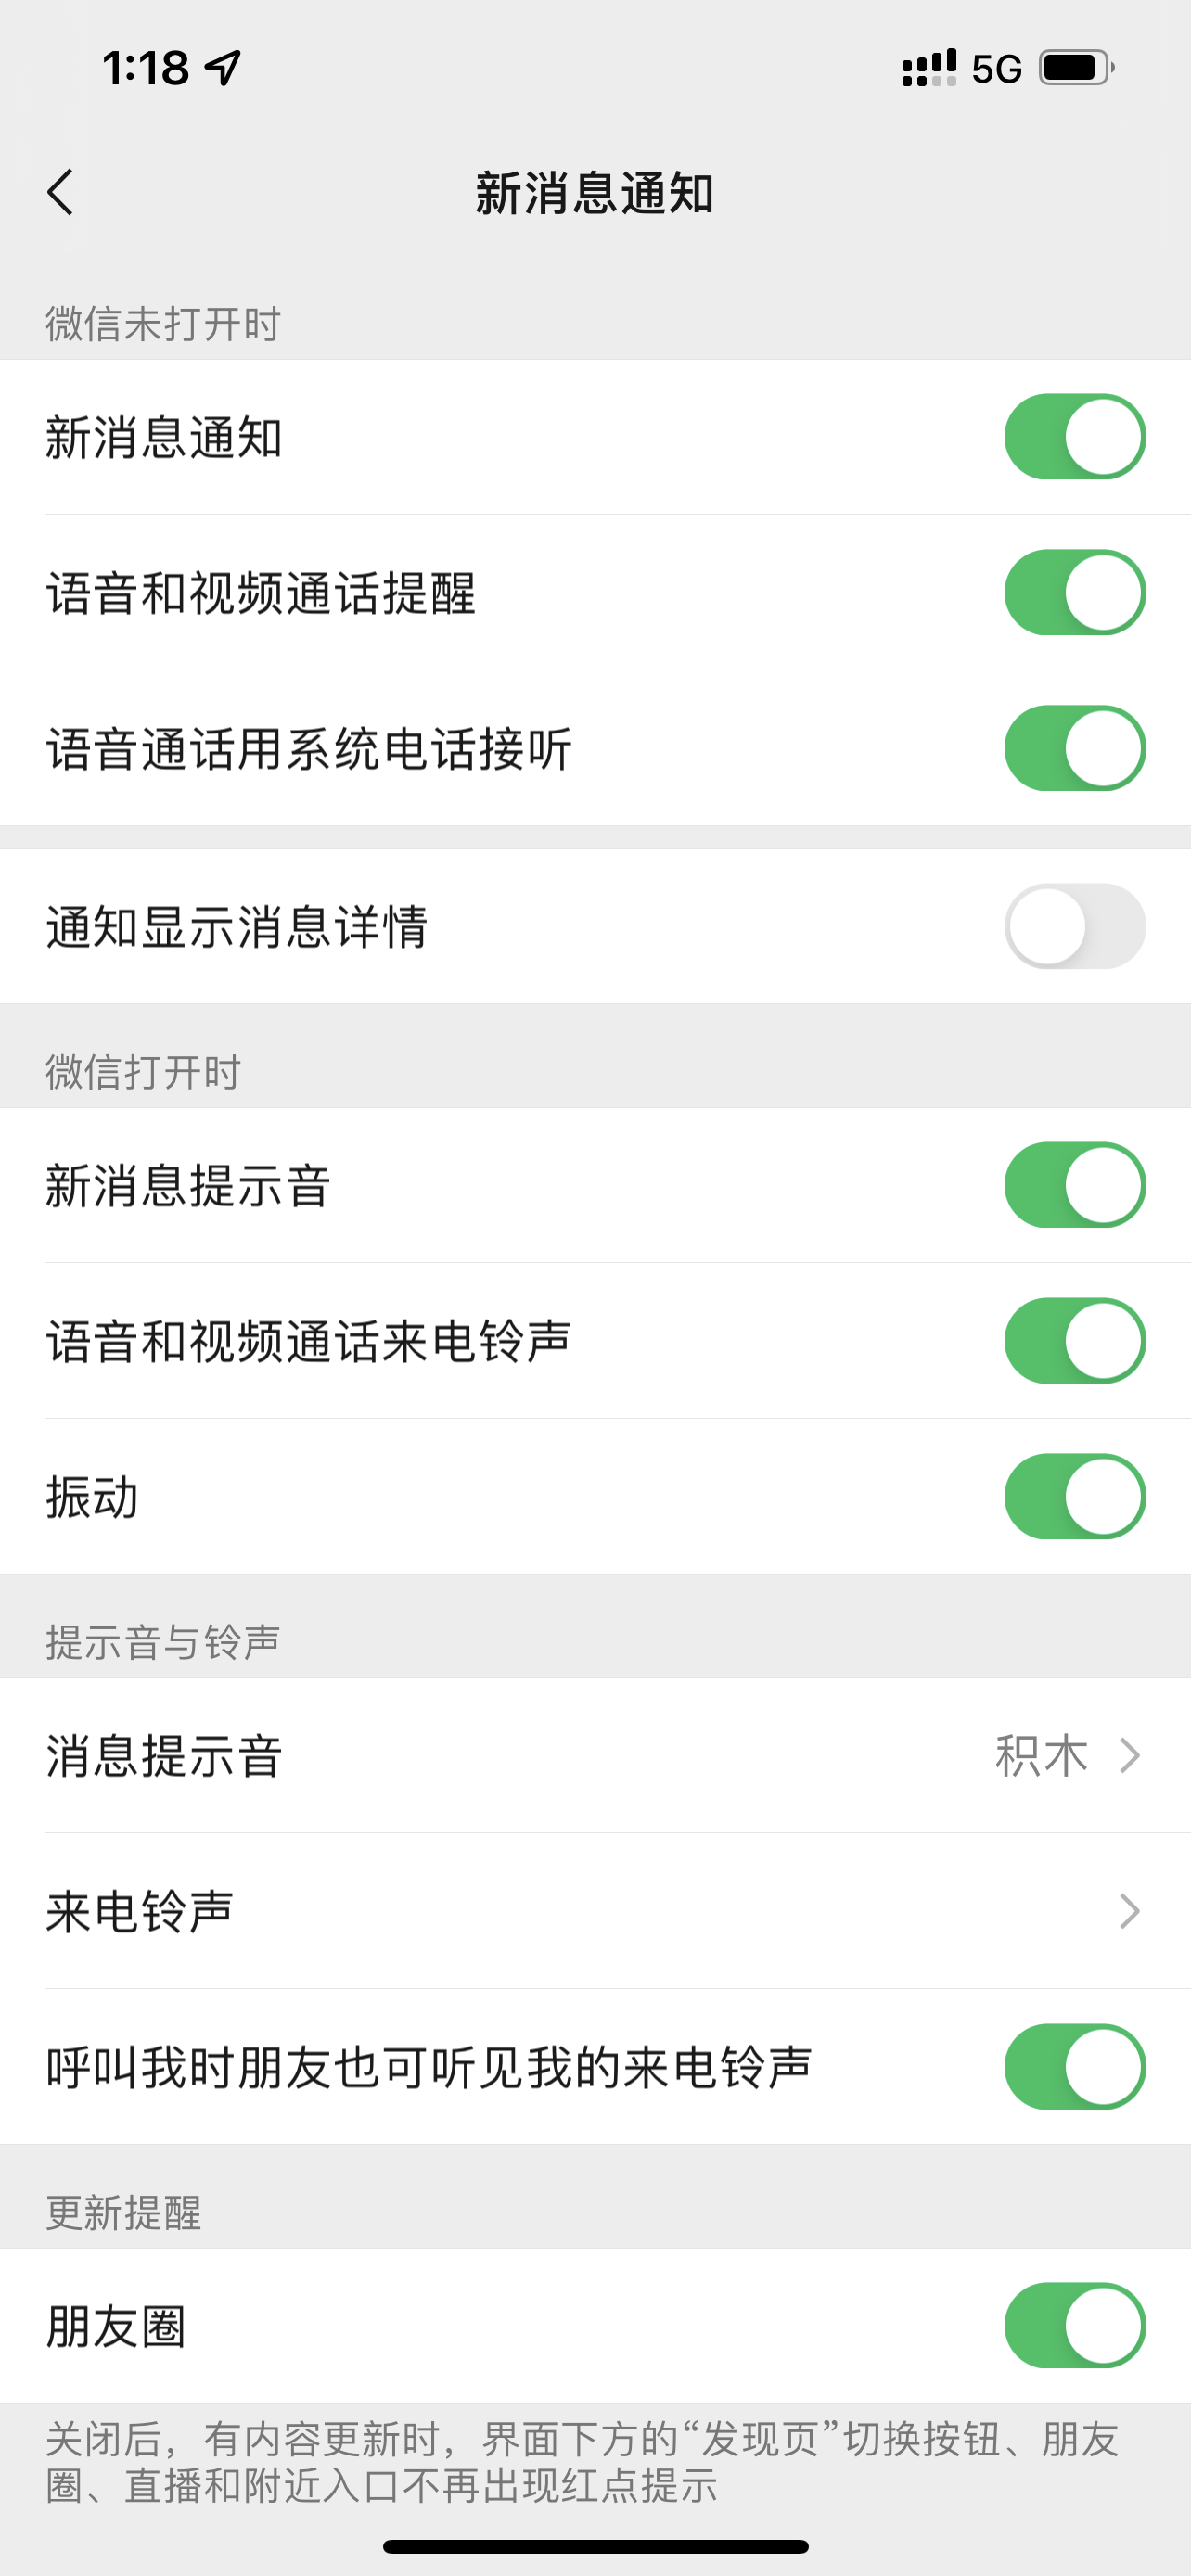 1:18
5G
新消息通知
微信未打开时
新消息通知
语音和视频通话提醒
语音通话用系统电话接听
通知显示消息详情
微信打开时
新消息提示音
语音和视频通话来电铃声
振动
提示音与铃声
消息提示音 积木
来电铃声
呼叫我时朋友也可听见我的来电铃声
更新提醒
朋友圈
关闭后，有内容更新时，界面下方的“发现页”切换按钮、朋友
圈、直播和附近入口不再出现红点提示